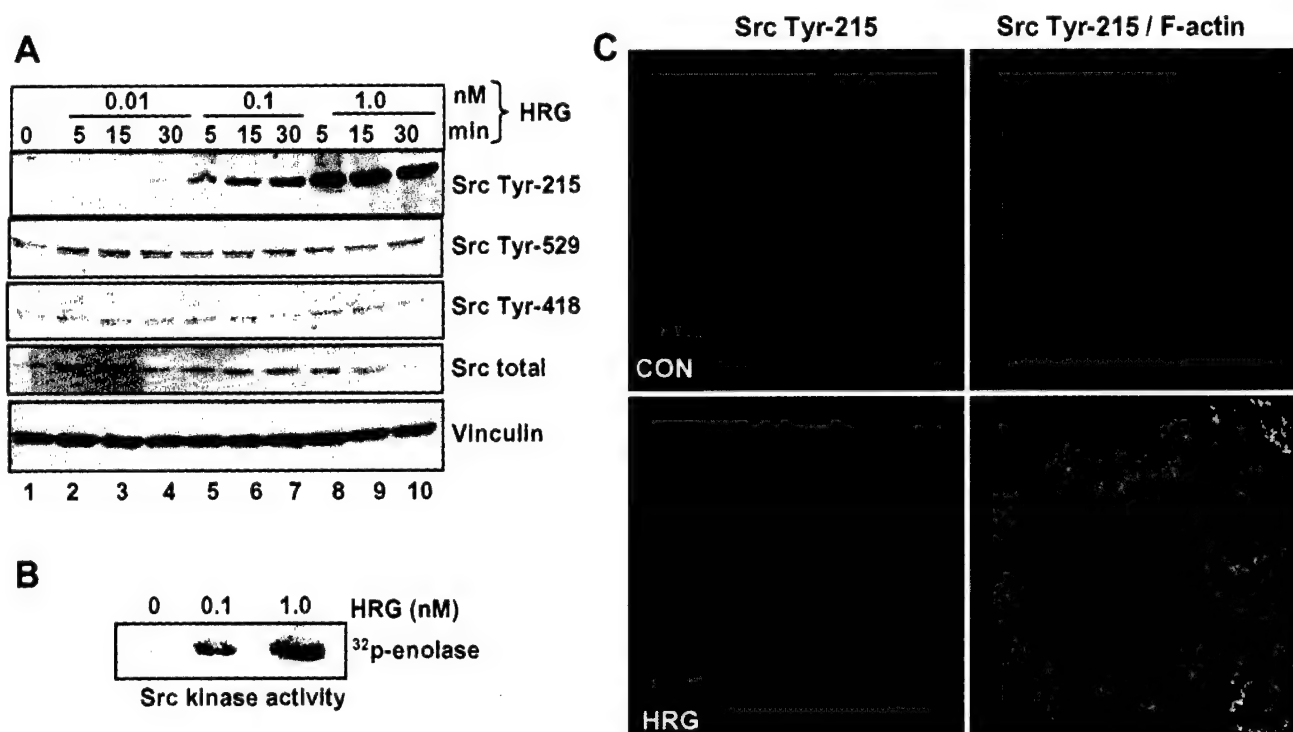 A
0.01 0.1 1.0 nM } HRG
0 5 15 30 5 15 30 5 15 30 min
Src Tyr-215
Src Tyr-529
Src Tyr-418
Src total
Vinculin
1 2 3 4 5 6 7 8 9 10
B
0 0.1 1.0 HRG (nM)
³²p-enolase
Src kinase activity
C
Src Tyr-215 Src Tyr-215 / F-actin
CON
HRG